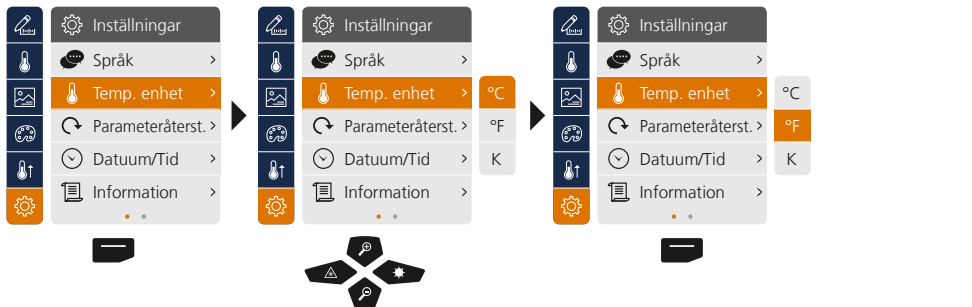 Inställningar
Språk
Temp. enhet
Parameteråterst.
Datuum/Tid
Information
Inställningar
Språk
Temp. enhet
Parameteråterst.
Datuum/Tid
Information
°C
°F
K
Inställningar
Språk
Temp. enhet
Parameteråterst.
Datuum/Tid
Information
°C
°F
K